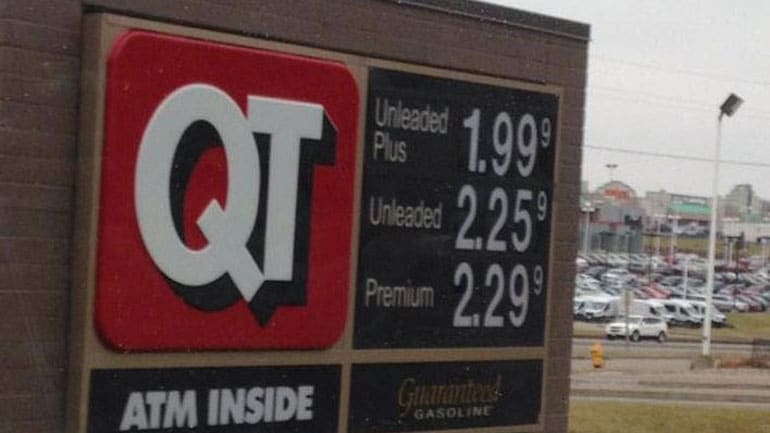 QT
Unleaded
Plus
1.99 9
Unleaded 2.25 9
Premium 2.29 9
ATM INSIDE
Guaranteed
GASOLINE